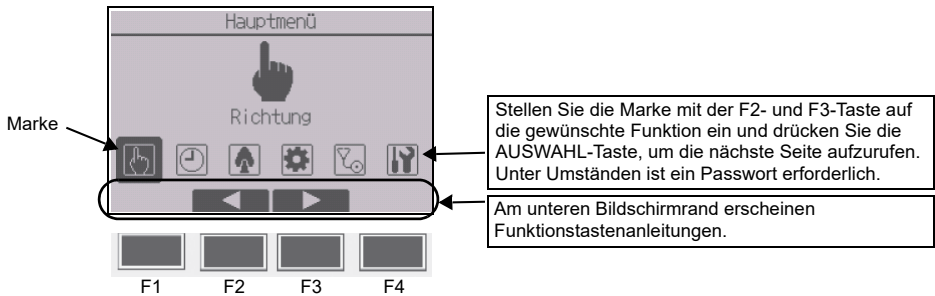 Hauptmenü
Richtung
Marke
Stellen Sie die Marke mit der F2- und F3-Taste auf
die gewünschte Funktion ein und drücken Sie die
AUSWAHL-Taste, um die nächste Seite aufzurufen.
Unter Umständen ist ein Passwort erforderlich.
Am unteren Bildschirmrand erscheinen
Funktionstastenanleitungen.
F1 F2 F3 F4